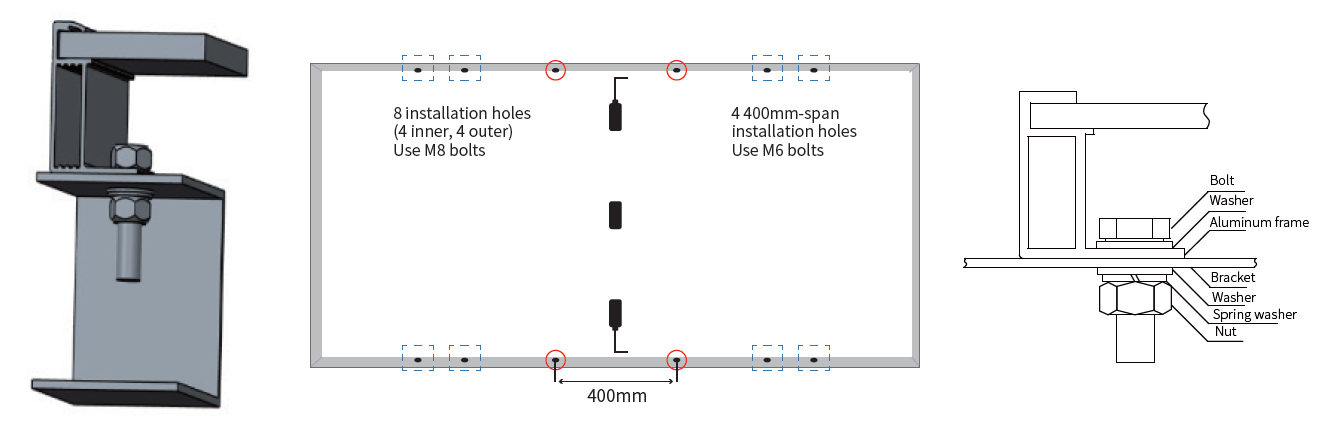 8 installation holes
(4 inner, 4 outer)
Use M8 bolts
4 400mm-span
installation holes
Use M6 bolts
400mm
Bolt
Washer
Aluminum frame
Bracket
Washer
Spring washer
Nut